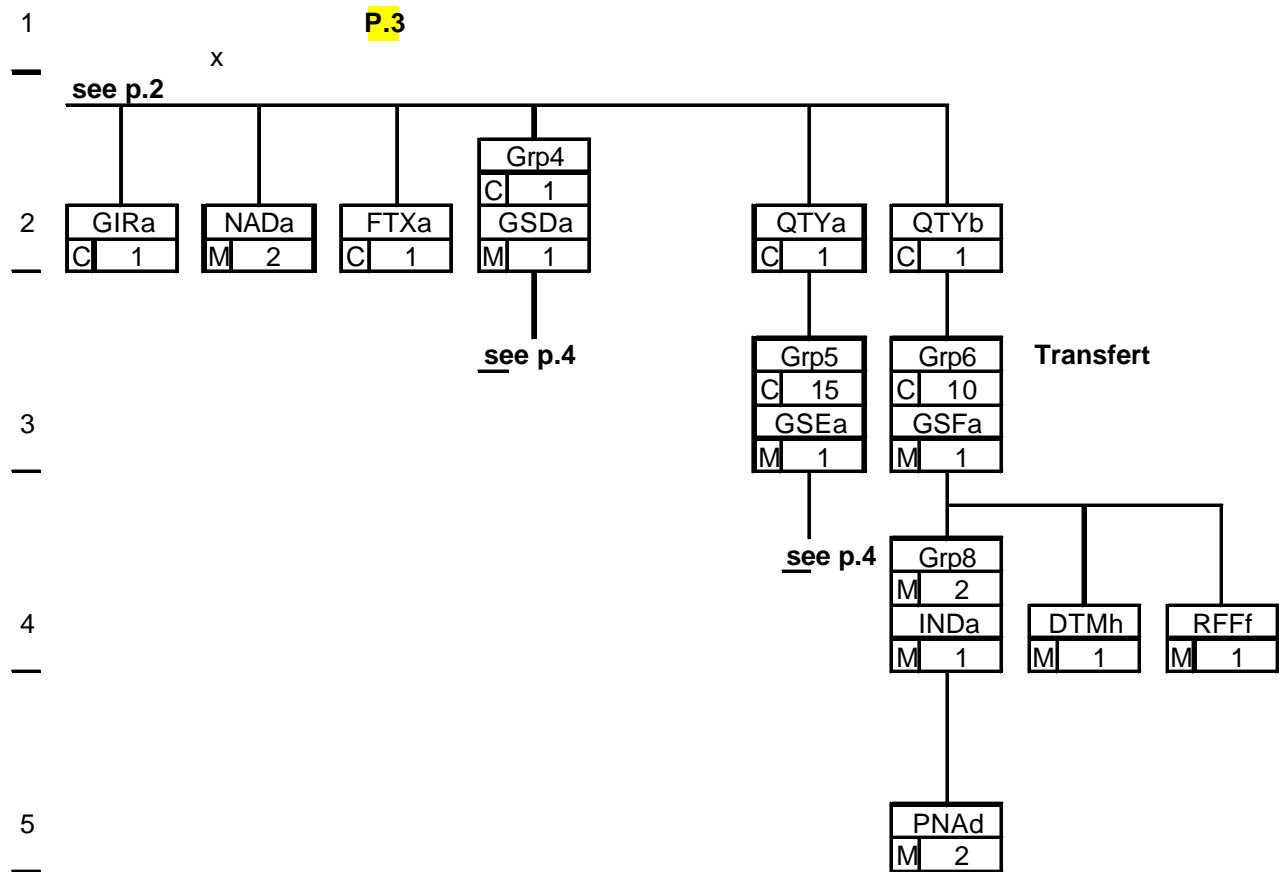 1 P.3
x
see p.2
Grp4
C 1
2 GIRa NADa FTXa GSDa QTYa QTYb
C 1 M 2 C 1 M 1 C 1 C 1
see p.4 Grp5 Grp6 Transfert
C 15 C 10
3 GSEa GSFa
M 1 M 1
see p.4 Grp8
M 2
4 INDa DTMh RFFf
M 1 M 1 M 1
5 PNAd
M 2